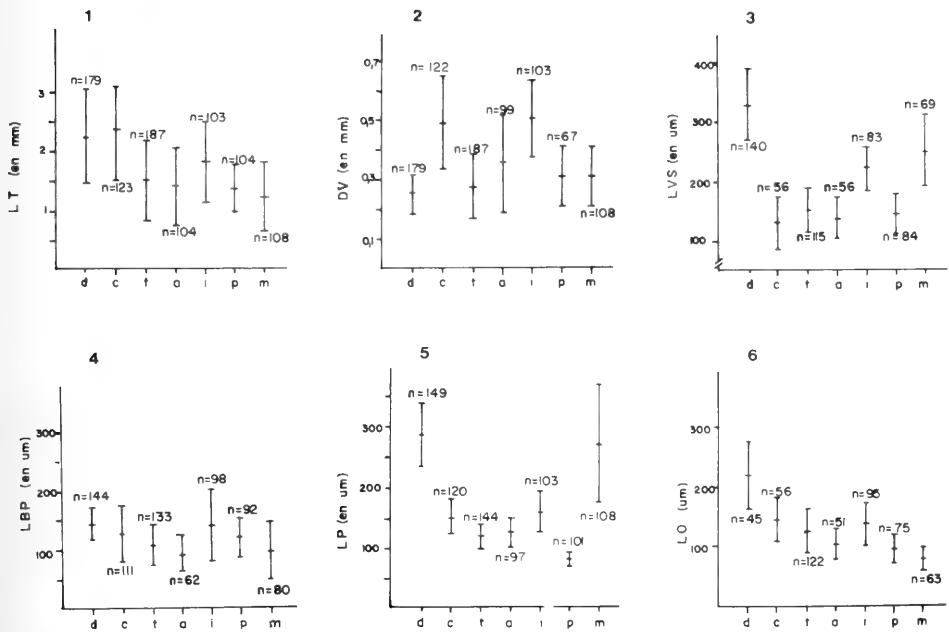 1
LT (en mm)
3
2
1
n=179
n=123
n=187
n=104
n=103
n=104
n=108
d c t a i p m
2
DV (en mm)
0,7
0,5
0,3
0,1
n=179
n=122
n=187
n=99
n=103
n=67
n=108
d c t a i p m
3
LVS (en um)
400
300
200
100
n=140
n=56
n=115
n=56
n=83
n=84
n=69
d c t a i p m
4
LBP (en um)
300
200
100
n=144
n=111
n=133
n=62
n=98
n=92
n=80
d c t a i p m
5
LP (en um)
300
200
100
n=149
n=120
n=144
n=97
n=103
n=101
n=108
d c t a i p m
6
LO (um)
300
200
100
n=45
n=56
n=122
n=51
n=95
n=75
n=63
d c t a i p m